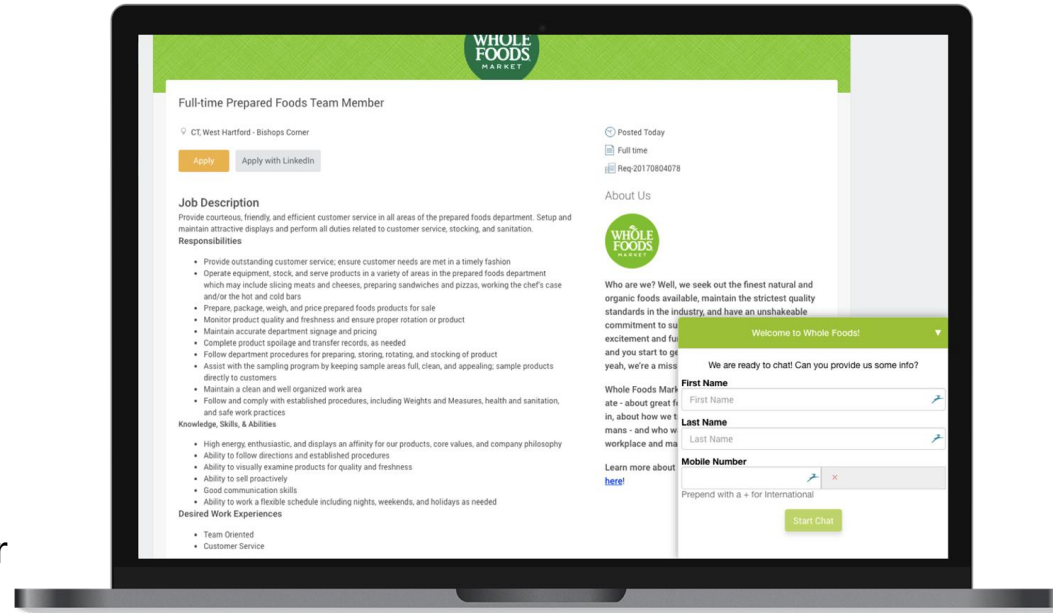 WHOLE
FOODS
MARKET
Full-time Prepared Foods Team Member
CT, West Hartford - Bishops Corner
Apply
Apply with LinkedIn
Job Description
Provide courteous, friendly, and efficient customer service in all areas of the prepared foods department. Setup and
maintain attractive displays and perform all duties related to customer service, stocking, and sanitation.
Responsibilities
• Provide outstanding customer service; ensure customer needs are met in a timely fashion
• Operate equipment, stock, and serve products in a variety of areas in the prepared foods department
which may include slicing meats and cheeses, preparing sandwiches and pizzas, working the chef's case
and/or the hot and cold bars
• Prepare, package, weigh, and price prepared foods products for sale
• Monitor product quality and freshness and ensure proper rotation or product
• Maintain accurate department signage and pricing
• Complete product spoilage and transfer records, as needed
• Follow department procedures for preparing, storing, rotating, and stocking of product
• Assist with the sampling program by keeping sample areas full, clean, and appealing; sample products
directly to customers
• Maintain a clean and well organized work area
• Follow and comply with established procedures, including Weights and Measures, health and sanitation,
and safe work practices
Knowledge, Skills, & Abilities
• High energy, enthusiastic, and displays an affinity for our products, core values, and company philosophy
• Ability to follow directions and established procedures
• Ability to visually examine products for quality and freshness
• Ability to sell proactively
• Good communication skills
• Ability to work a flexible schedule including nights, weekends, and holidays as needed
Desired Work Experiences
• Team Oriented
• Customer Service
Posted Today
Full time
Req-20170804078
About Us
WHOLE
FOODS
MARKET
Who are we? Well, we seek out the finest natural and
organic foods available, maintain the strictest quality
standards in the industry, and have an unshakeable
commitment to su
excitement and fu
and you start to ge
yeah, we're a miss
Whole Foods Mark
ate - about great f
in, about how we t
mans - and who w
workplace and ma
Learn more about
here!
Welcome to Whole Foods!
We are ready to chat! Can you provide us some info?
First Name
First Name
Last Name
Last Name
Mobile Number
Prepend with a + for International
Start Chat
r